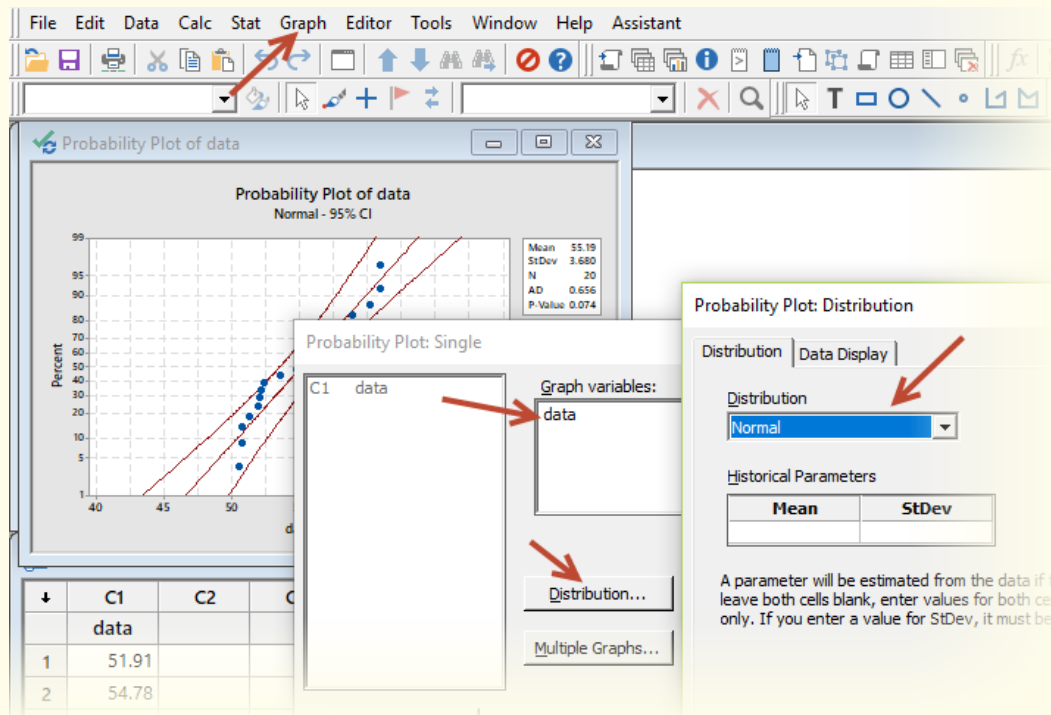 File Edit Data Calc Stat Graph Editor Tools Window Help Assistant
fx
T
Probability Plot of data
Probability Plot of data
Normal - 95% CI
99
95
90
80
70
60
50
40
30
20
10
5
1
Percent
40 45 50
d
Mean 55.19
StDev 3.680
N 20
AD 0.656
P-Value 0.074
Probability Plot: Single
C1 data
Graph variables:
data
Distribution...
Multiple Graphs...
Probability Plot: Distribution
Distribution Data Display
Distribution
Normal
Historical Parameters
Mean StDev
A parameter will be estimated from the data if
leave both cells blank, enter values for both ce
only. If you enter a value for StDev, it must be
C1 C2 C
data
1 51.91
2 54.78